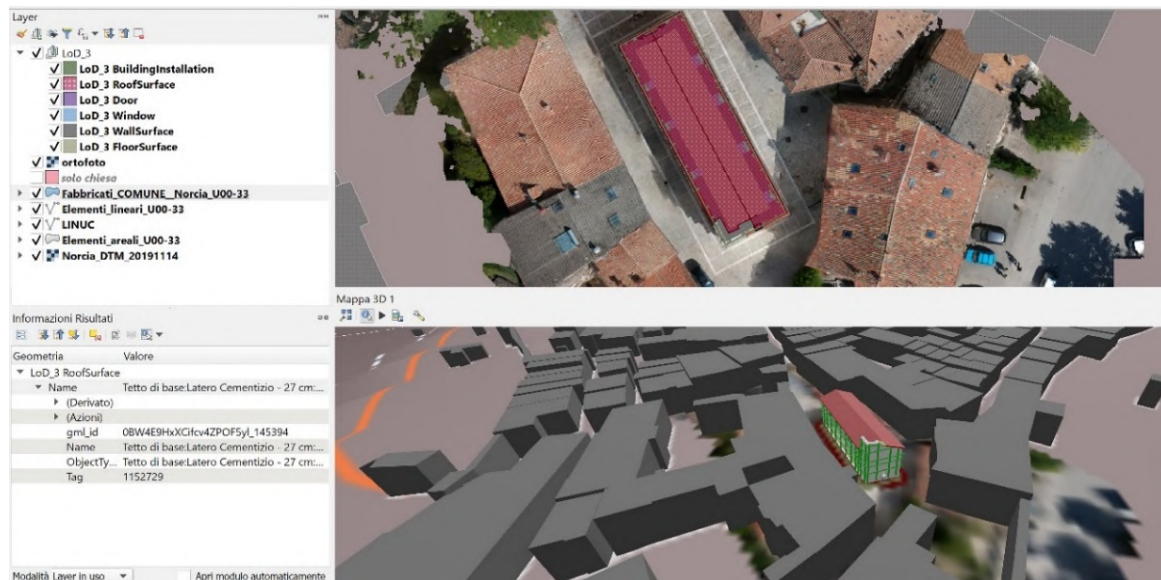 Layer
LoD_3
LoD_3 BuildingInstallation
LoD_3 RoofSurface
LoD_3 Door
LoD_3 Window
LoD_3 WallSurface
LoD_3 FloorSurface
ortofoto
solo chiesa
Fabbricati_COMUNE_Norcia_U00-33
Elementi_lineari_U00-33
LINUC
Elementi_areali_U00-33
Norcia_DTM_20191114
Mappa 3D 1
Informazioni Risultati
Geometria Valore
LoD_3 RoofSurface
Name Tetto di base:Latero Cementizio - 27 cm:...
(Derivato)
(Azioni)
gml_id 0BW4E9HxXCifcv4ZPOF5yl_145394
Name Tetto di base:Latero Cementizio - 27 cm:...
ObjectTy... Tetto di base:Latero Cementizio - 27 cm:...
Tag 1152729
Modalità Layer in uso Apri modulo automaticamente